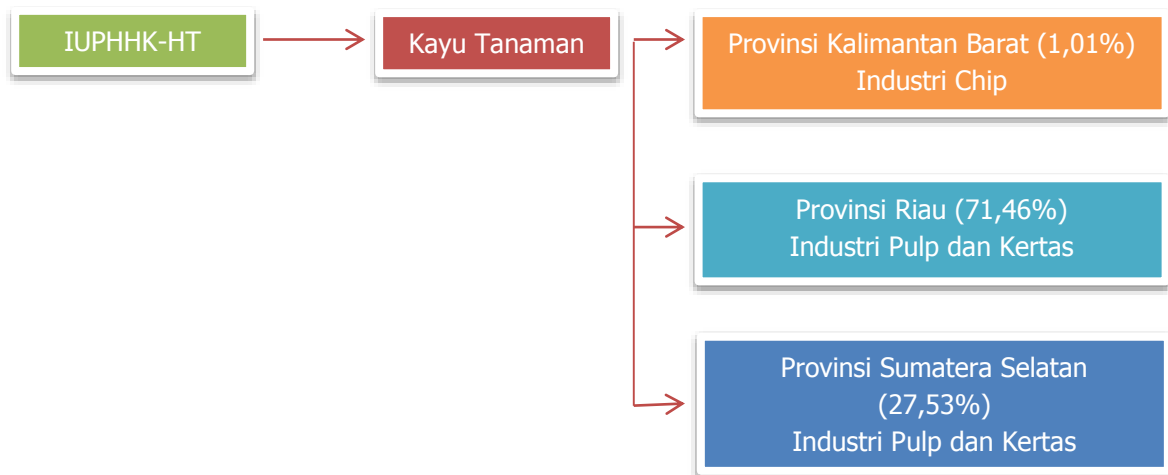 IUPHHK-HT
Kayu Tanaman
Provinsi Kalimantan Barat (1,01%)
Industri Chip
Provinsi Riau (71,46%)
Industri Pulp dan Kertas
Provinsi Sumatera Selatan
(27,53%)
Industri Pulp dan Kertas